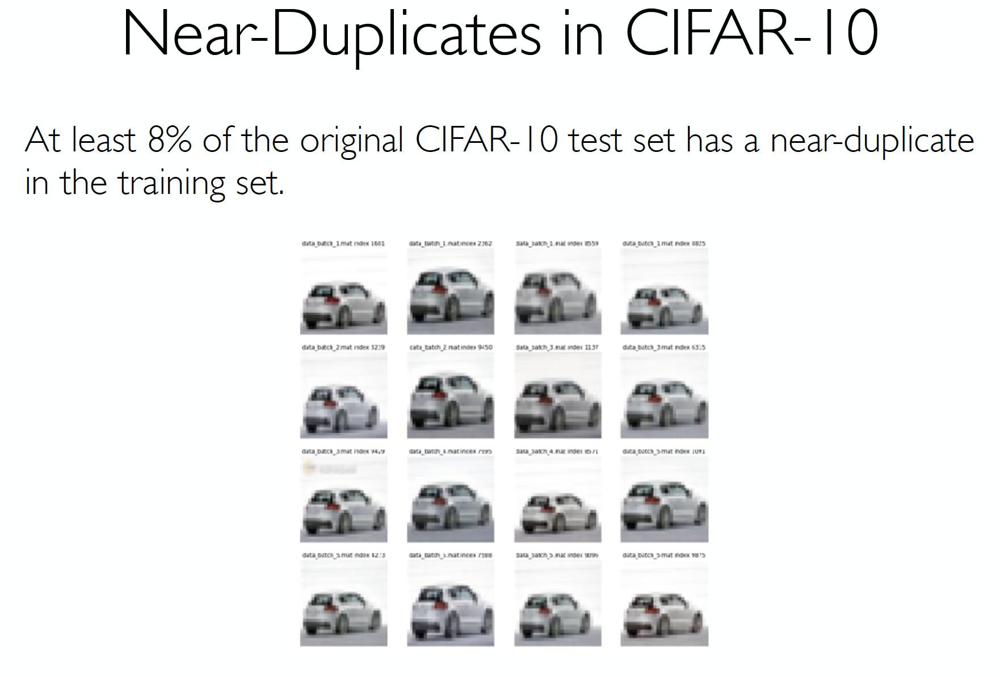 Near-Duplicates in CIFAR-10
At least 8% of the original CIFAR-10 test set has a near-duplicate
in the training set.
data_batch_1.mat index 1681
data_batch_1.mat index 2362
data_batch_1.mat index 8559
data_batch_1.mat index 8825
data_batch_2.mat index 3239
data_batch_2.mat index 9450
data_batch_3.mat index 1137
data_batch_3.mat index 6315
data_batch_3.mat index 9429
data_batch_4.mat index 7595
data_batch_4.mat index 8571
data_batch_5.mat index 1091
data_batch_5.mat index 4273
data_batch_5.mat index 7588
data_batch_5.mat index 9096
data_batch_5.mat index 9875